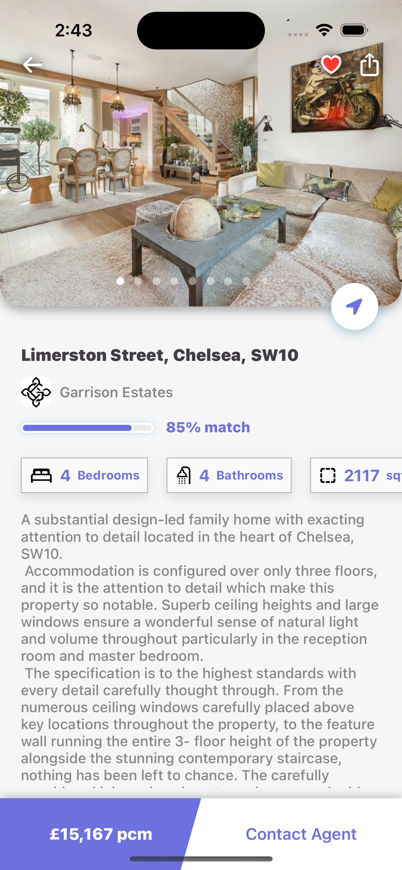 2:43
Limerston Street, Chelsea, SW10
Garrison Estates
85% match
4 Bedrooms
4 Bathrooms
2117
A substantial design-led family home with exacting
attention to detail located in the heart of Chelsea,
SW10.
Accommodation is configured over only three floors,
and it is the attention to detail which make this
property so notable. Superb ceiling heights and large
windows ensure a wonderful sense of natural light
and volume throughout particularly in the reception
room and master bedroom.
The specification is to the highest standards with
every detail carefully thought through. From the
numerous ceiling windows carefully placed above
key locations throughout the property, to the feature
wall running the entire 3- floor height of the property
alongside the stunning contemporary staircase,
nothing has been left to chance. The carefully
£15,167 pcm
Contact Agent